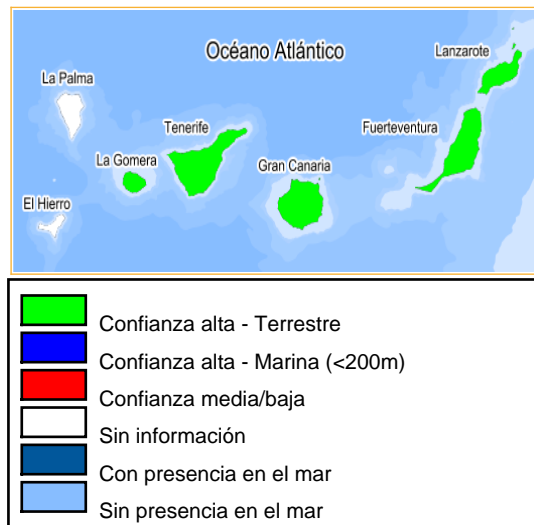 Océano Atlántico
Lanzarote
La Palma
Tenerife
Fuerteventura
La Gomera
Gran Canaria
El Hierro
Confianza alta - Terrestre
Confianza alta - Marina (<200m)
Confianza media/baja
Sin información
Con presencia en el mar
Sin presencia en el mar